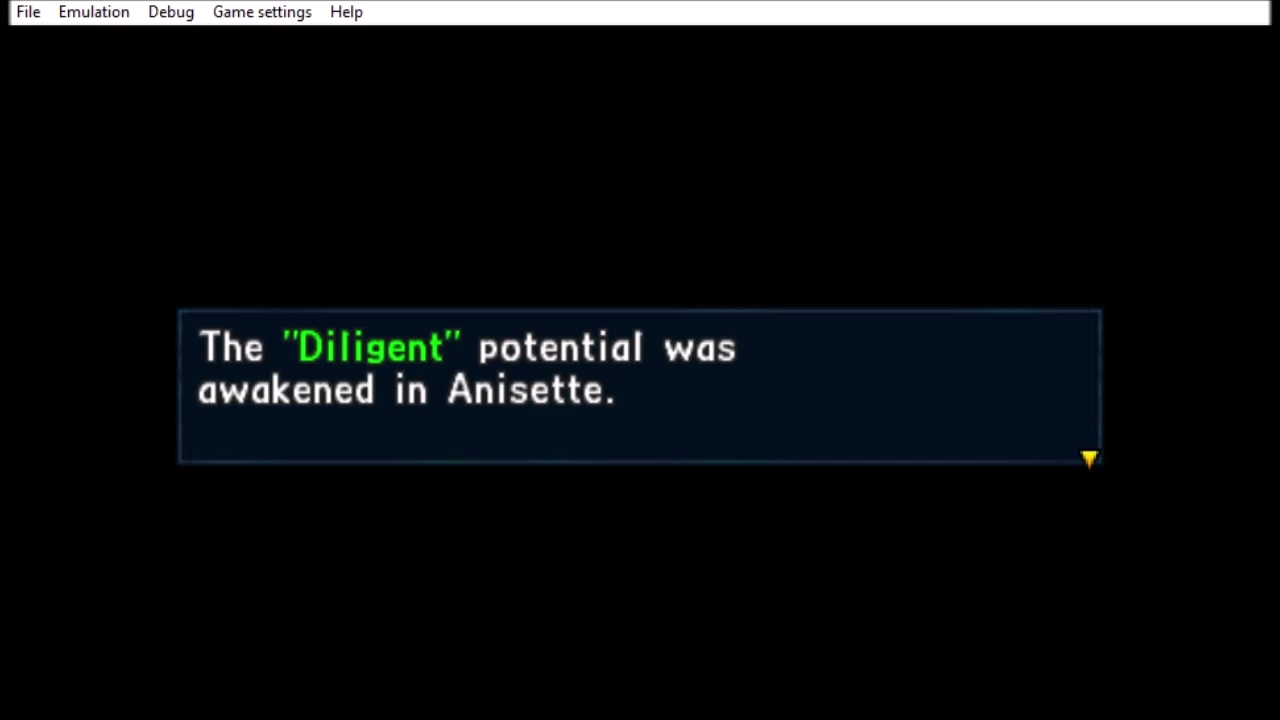 File Emulation Debug Game settings Help
The "Diligent" potential was
awakened in Anisette.